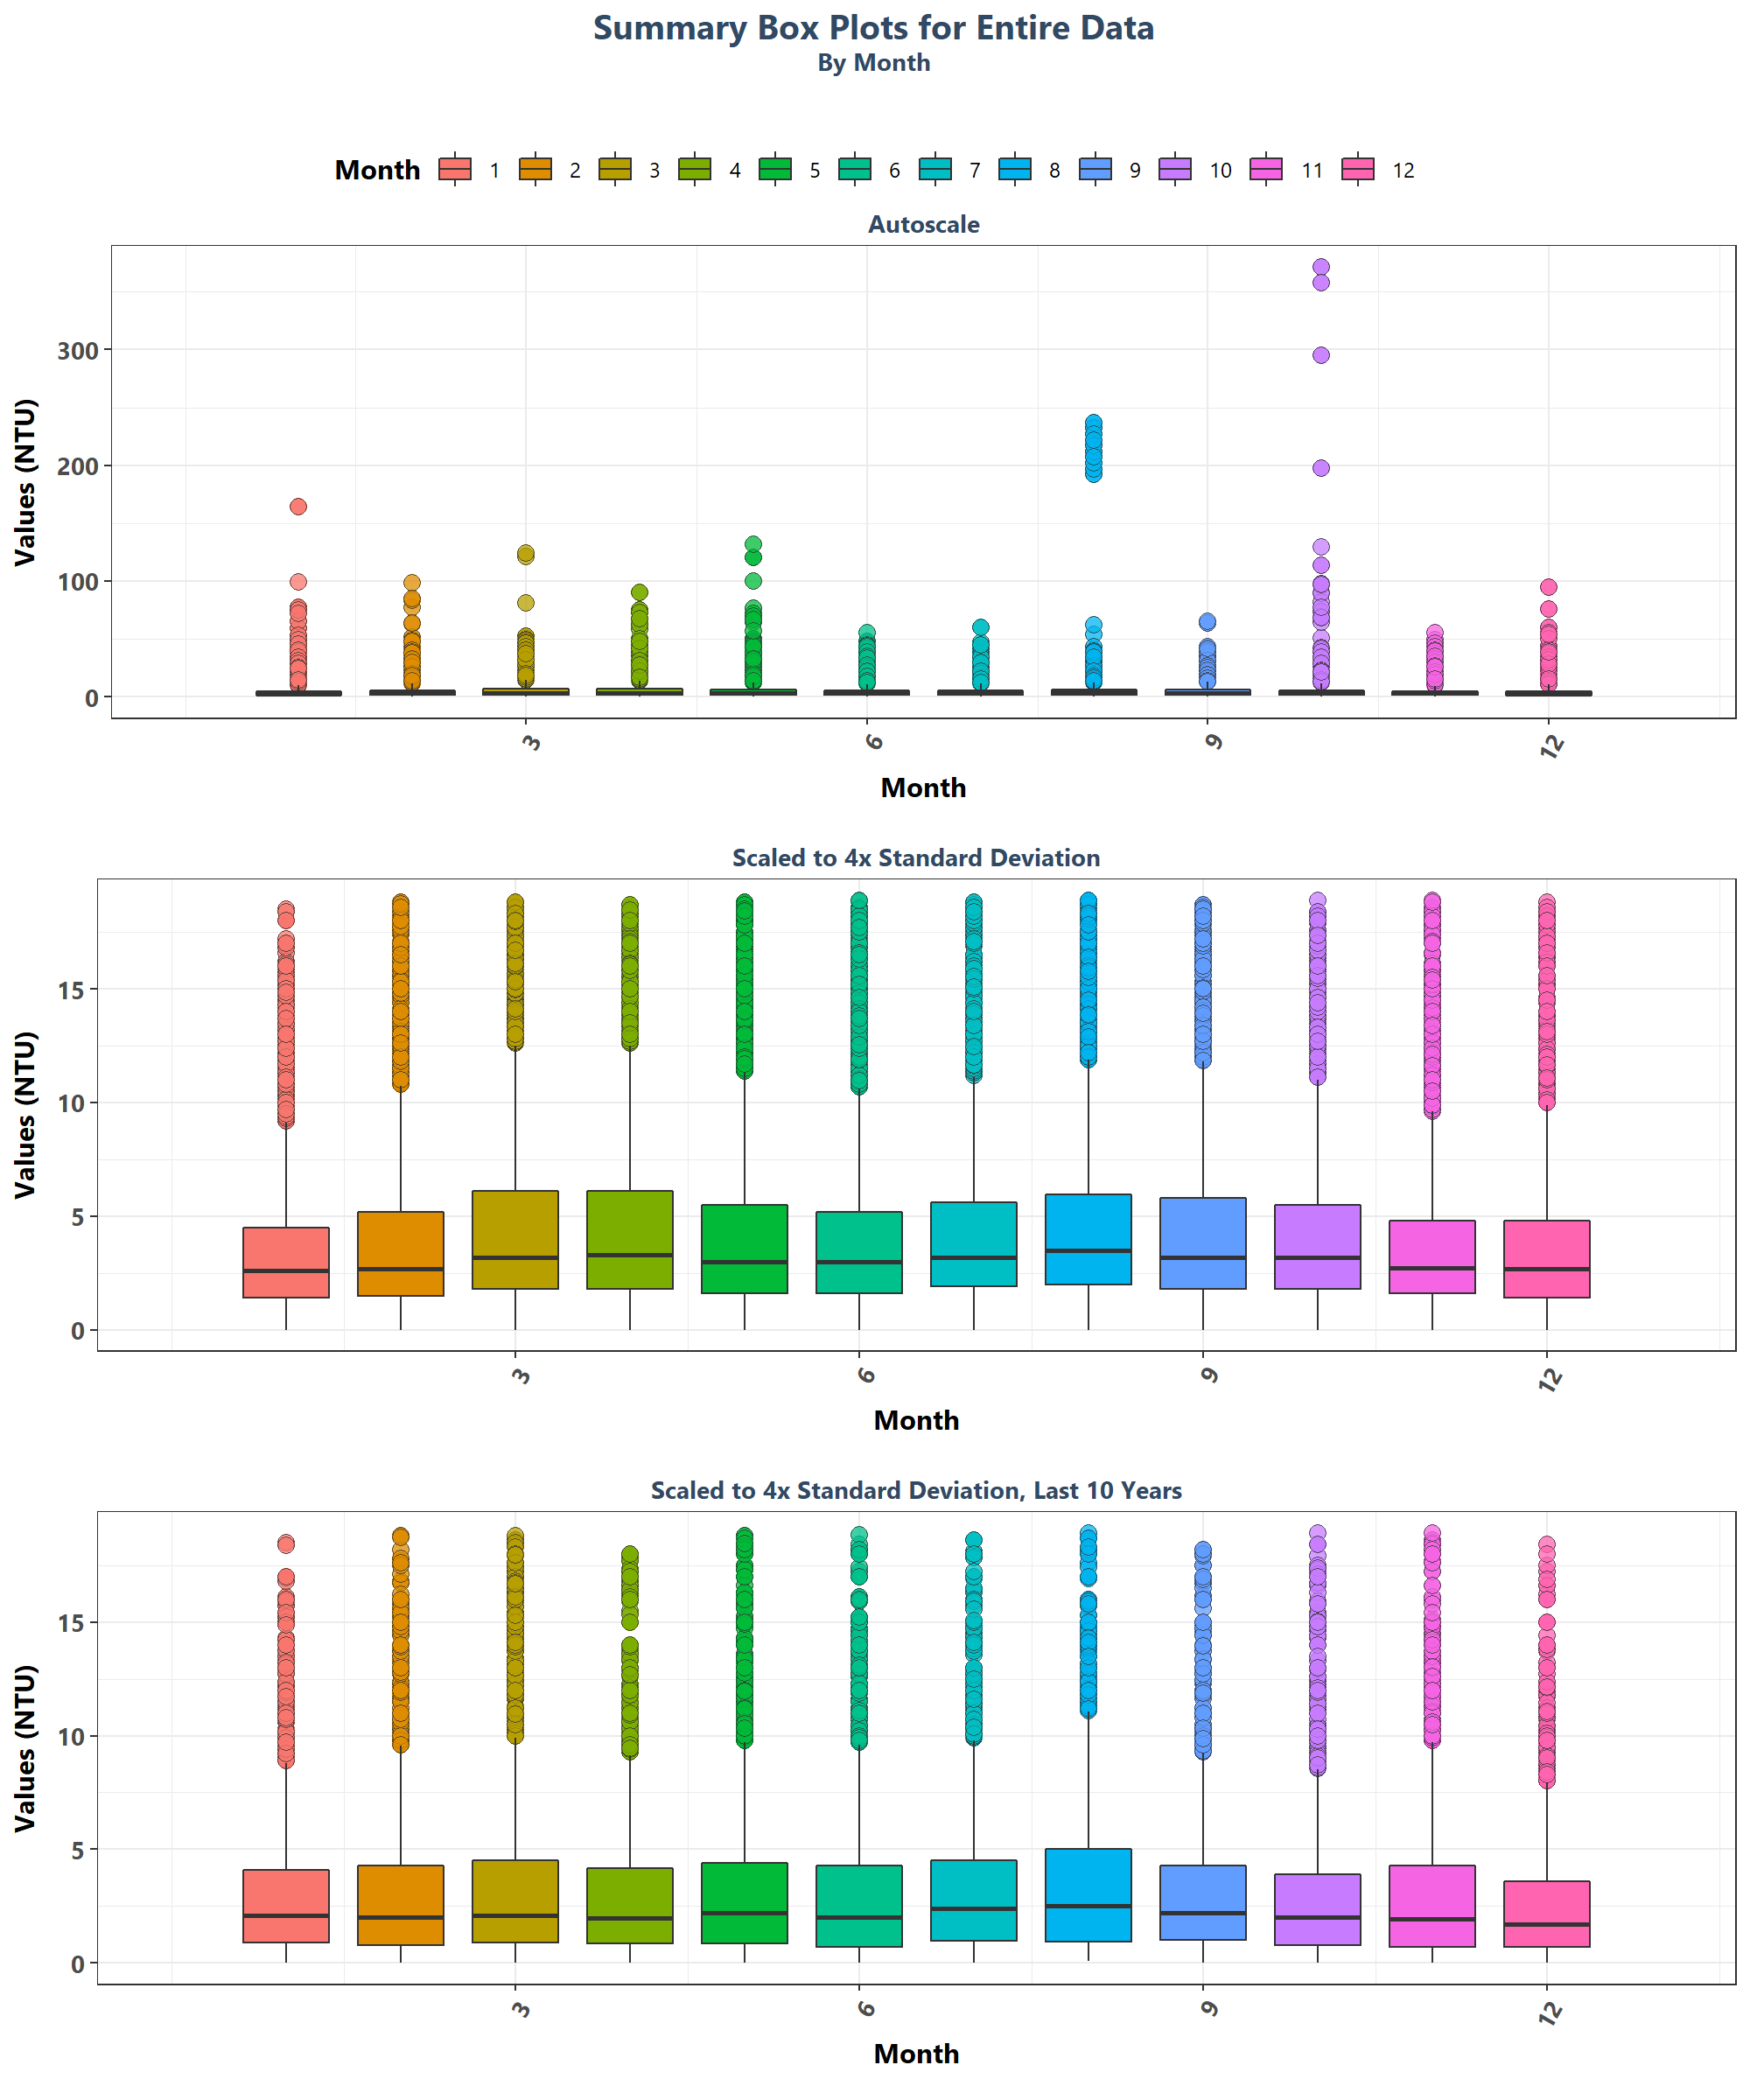 Summary Box Plots for Entire Data
By Month
Month 1 2 3 4 5 6 7 8 9 10 11 12
Autoscale
Values (NTU)
300
200
100
0
3 6 9 12
Month
Scaled to 4x Standard Deviation
Values (NTU)
15
10
5
0
3 6 9 12
Month
Scaled to 4x Standard Deviation, Last 10 Years
Values (NTU)
15
10
5
0
3 6 9 12
Month